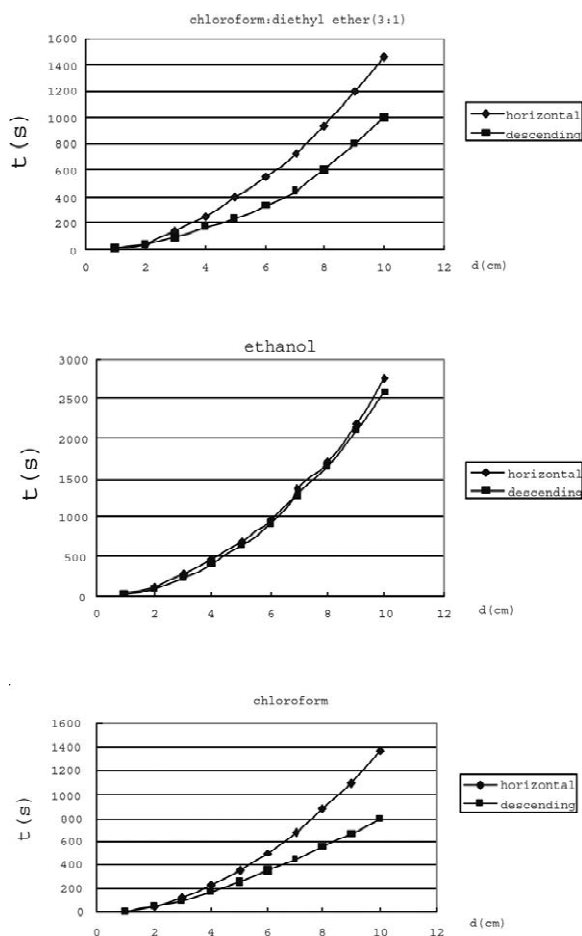 chloroform:diethyl ether(3:1)
1600
1400
1200
1000
800
600
400
200
0
t(s)
0 2 4 6 8 10 12
d(cm)
horizontal
descending
ethanol
3000
2500
2000
1500
1000
500
0
t(s)
0 2 4 6 8 10 12
d(cm)
horizontal
descending
chloroform
1600
1400
1200
1000
800
600
400
200
0
t(s)
0 2 4 6 8 10 12
d(cm)
horizontal
descending